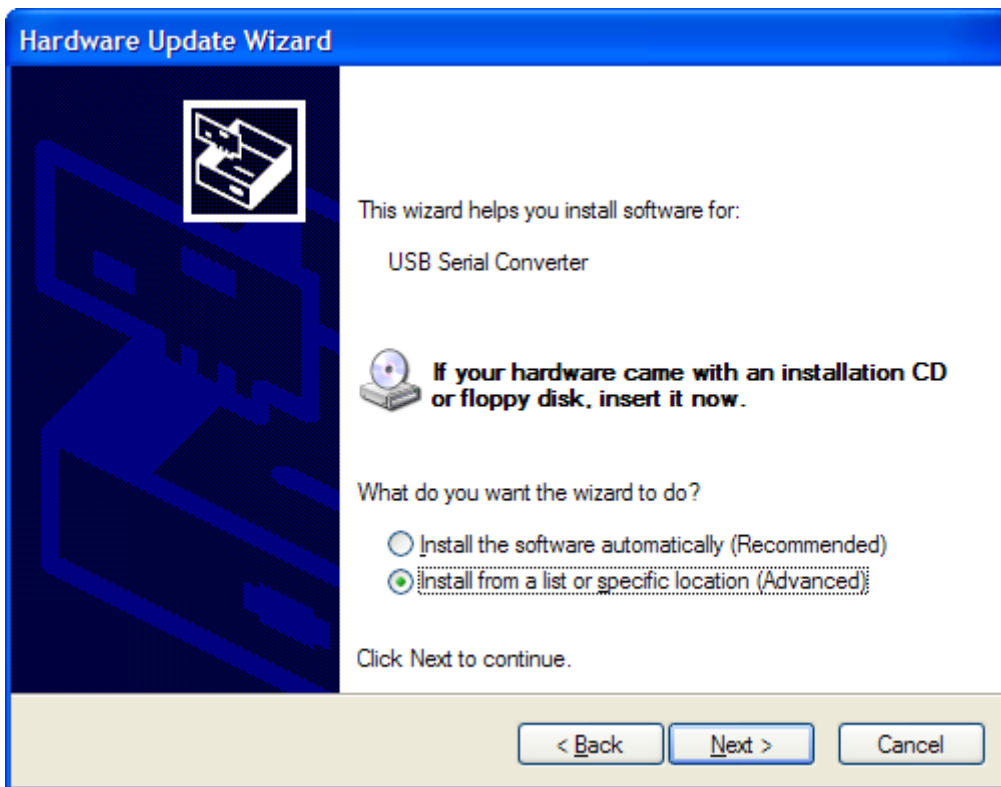 Hardware Update Wizard
This wizard helps you install software for:
USB Serial Converter
If your hardware came with an installation CD
or floppy disk, insert it now.
What do you want the wizard to do?
Install the software automatically (Recommended)
Install from a list or specific location (Advanced)
Click Next to continue.
< Back
Next >
Cancel